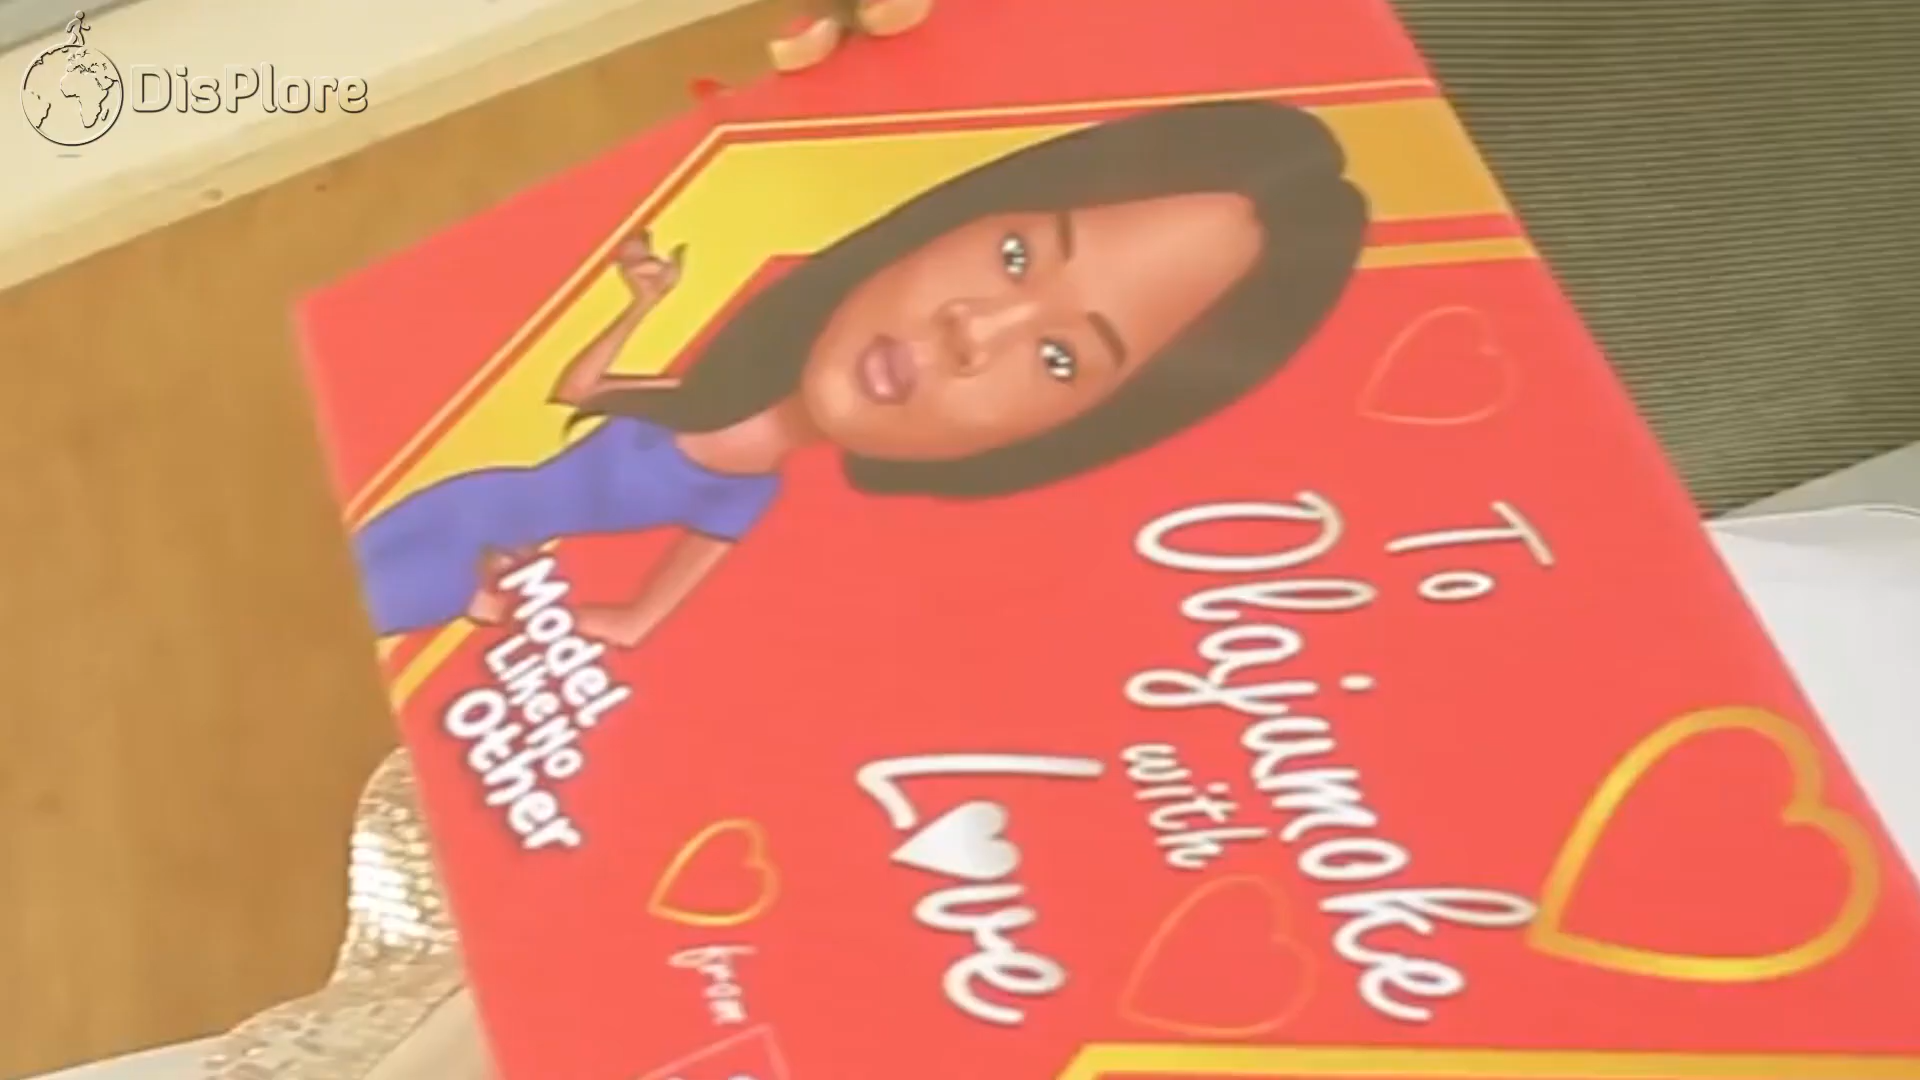 DisPlore
To
Olajumoke
with
Love
from
Model
Like No
Other